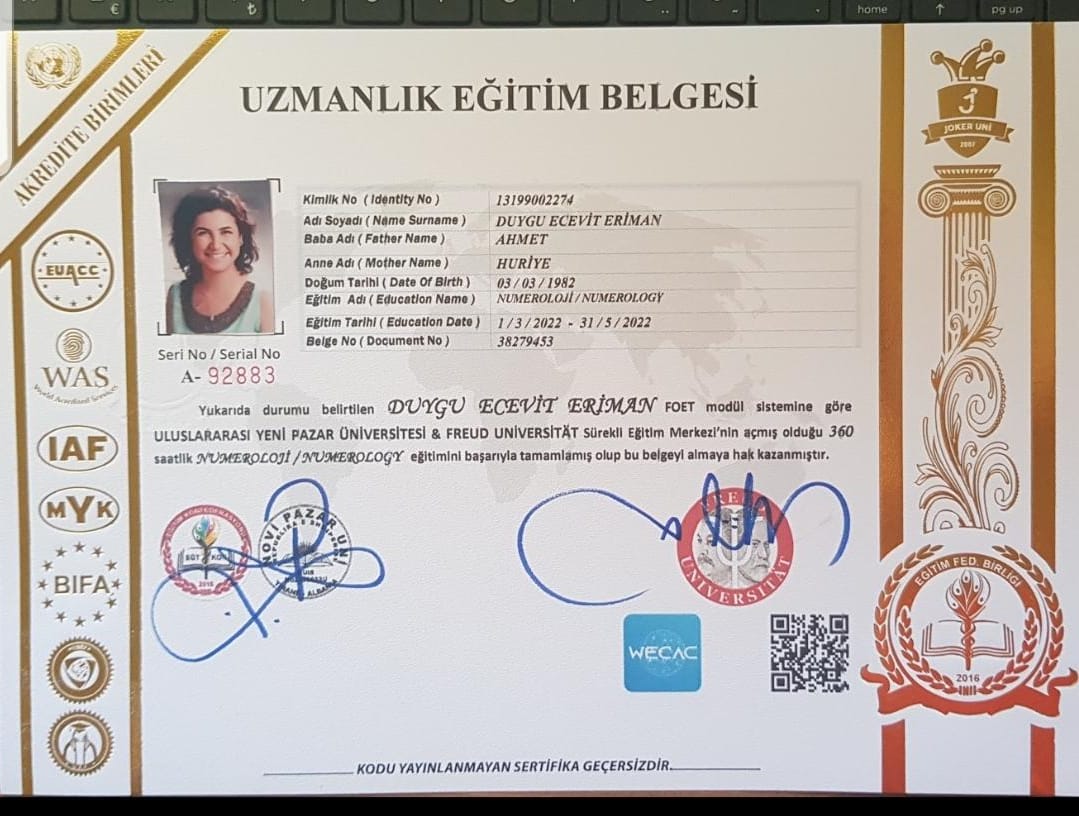 home
pg up
AKREDİTE BİRİMLERİ
UZMANLIK EĞİTİM BELGESİ
JOKER UNİ
2007
Kimlik No ( Identity No ) 13199002274
Adı Soyadı ( Name Surname ) DUYGU ECEVİT ERİMAN
Baba Adı ( Father Name ) AHMET
Anne Adı ( Mother Name ) HURİYE
Doğum Tarihi ( Date Of Birth ) 03 / 03 / 1982
Eğitim Adı ( Education Name ) NUMEROLOJİ / NUMEROLOGY
Eğitim Tarihi ( Education Date ) 1 / 3 / 2022 - 31 / 5 / 2022
Belge No ( Document No ) 38279453
Seri No / Serial No
A- 92883
EUACC
WAS
World Acredited Services
IAF
MYK
BIFA
Yukarıda durumu belirtilen DUYGU ECEVİT ERİMAN FOET modül sistemine göre
ULUSLARARASI YENİ PAZAR ÜNİVERSİTESİ & FREUD UNİVERSİTÄT Sürekli Eğitim Merkezi'nin açmış olduğu 360
saatlik NUMEROLOJİ / NUMEROLOGY eğitimini başarıyla tamamlamış olup bu belgeyi almaya hak kazanmıştır.
NOVI PAZAR UNI
UNIVERSITÄT
WECAC
EĞİTİM FED. BİRLİĞİ
2016
KODU YAYINLANMAYAN SERTİFİKA GEÇERSİZDİR.